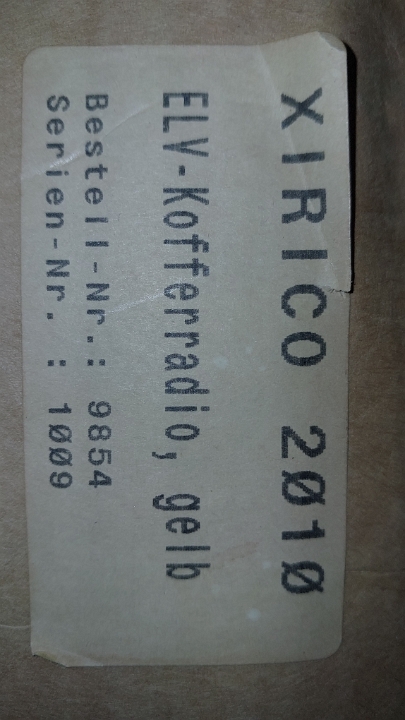 XIRICO 2010
ELV-Kofferradio, gelb
Bestell-Nr.: 9854
Serien-Nr. : 1009